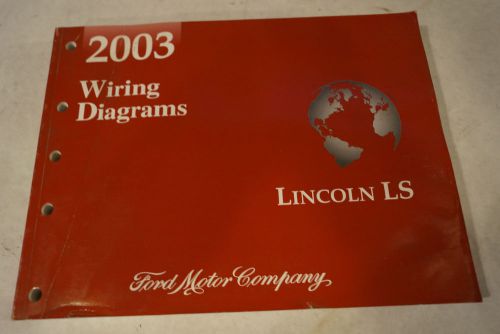 2003
Wiring
Diagrams
LINCOLN LS
Ford Motor Company